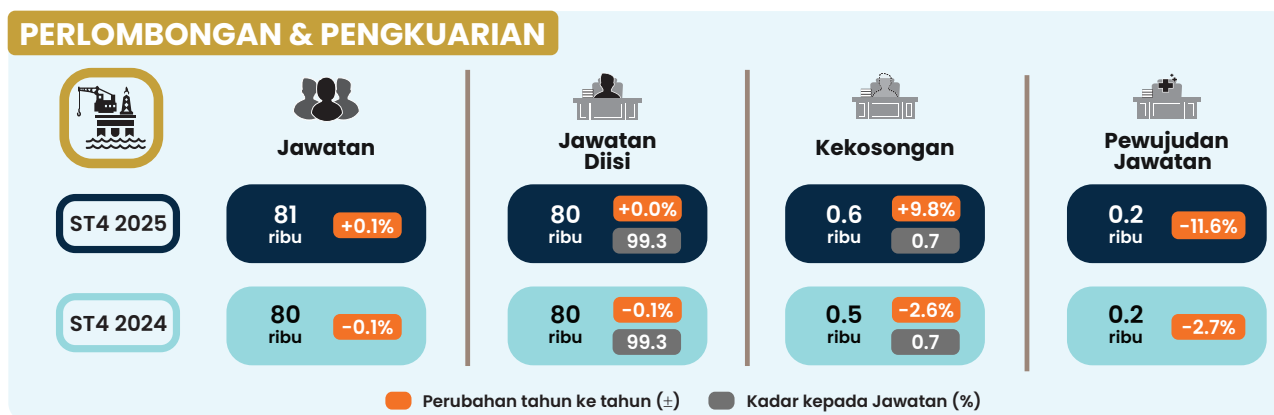 PERLOMBONGAN & PENGKUARIAN
Jawatan
Jawatan
Diisi
Kekosongan
Pewujudan
Jawatan
ST4 2025
81
ribu
+0.1%
80
ribu
+0.0%
99.3
0.6
ribu
+9.8%
0.7
0.2
ribu
-11.6%
ST4 2024
80
ribu
-0.1%
80
ribu
-0.1%
99.3
0.5
ribu
-2.6%
0.7
0.2
ribu
-2.7%
Perubahan tahun ke tahun (±)
Kadar kepada Jawatan (%)